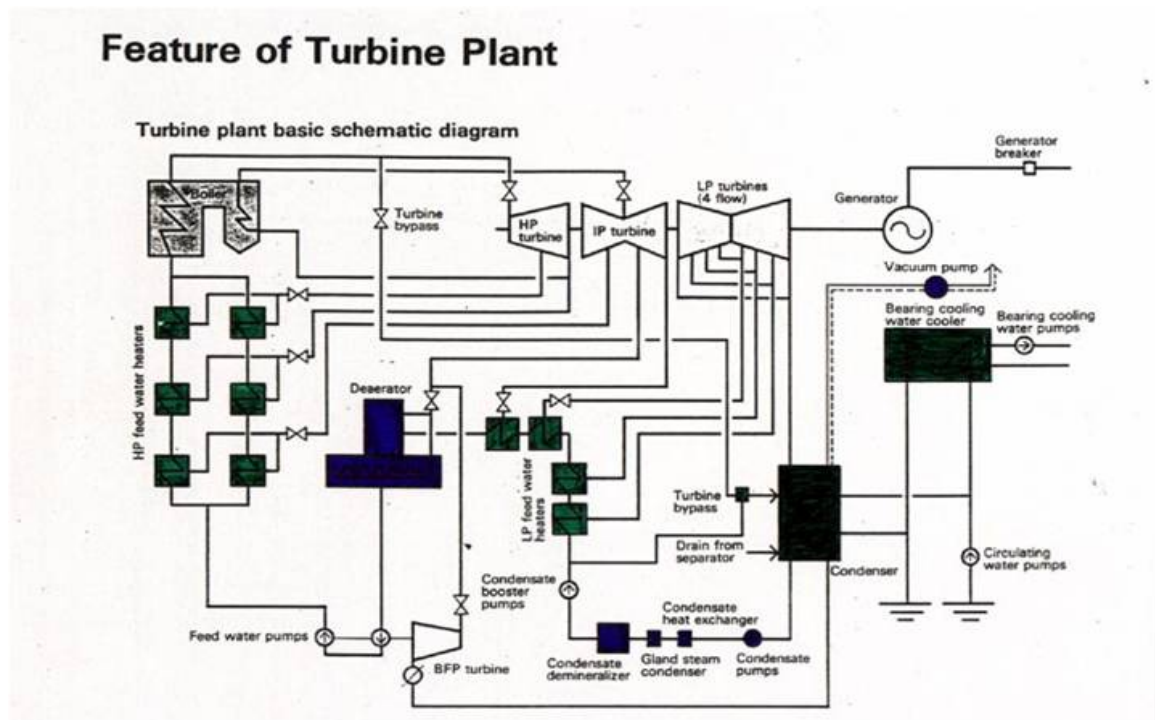 Feature of Turbine Plant
Turbine plant basic schematic diagram
Generator
breaker
LP turbines
(4 flow)
Generator
Boiler
Turbine
bypass
HP
turbine
IP turbine
Vacuum pump
Bearing cooling
water cooler
Bearing cooling
water pumps
HP feed water heaters
Deaerator
LP feed water
heaters
Turbine
bypass
Drain from
separator
Condenser
Circulating
water pumps
Condensate
booster
pumps
Condensate
heat exchanger
Feed water pumps
BFP turbine
Condensate
demineralizer
Gland steam
condenser
Condensate
pumps